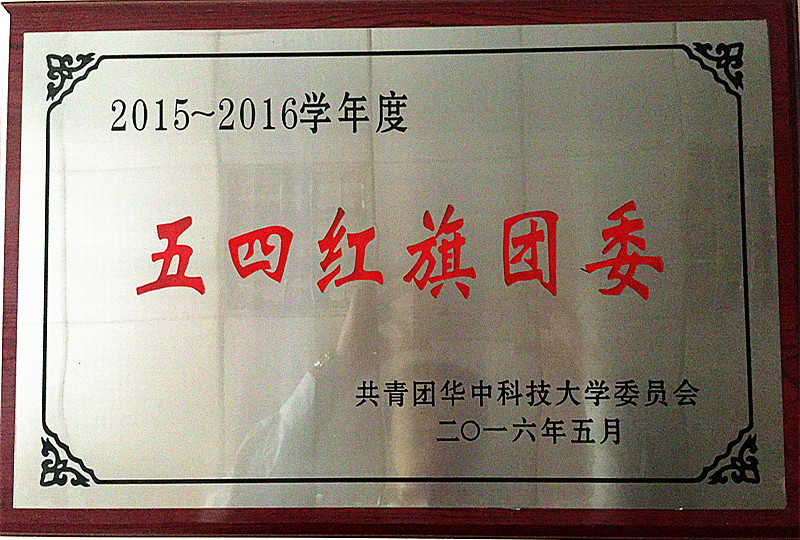 2015~2016学年度
五四红旗团委
共青团华中科技大学委员会
二〇一六年五月